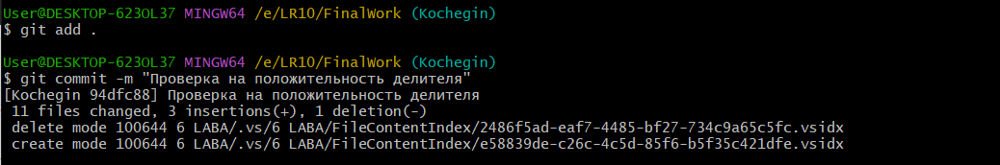 User@DESKTOP-623OL37 MINGW64 /e/LR10/FinalWork (Kochegin)
$ git add .
User@DESKTOP-623OL37 MINGW64 /e/LR10/FinalWork (Kochegin)
$ git commit -m "Проверка на положительность делителя"
[Kochegin 94dfc88] Проверка на положительность делителя
 11 files changed, 3 insertions(+), 1 deletion(-)
 delete mode 100644 6 LABA/.vs/6 LABA/FileContentIndex/2486f5ad-eaf7-4485-bf27-734c9a65c5fc.vsidx
 create mode 100644 6 LABA/.vs/6 LABA/FileContentIndex/e58839de-c26c-4c5d-85f6-b5f35c421dfe.vsidx